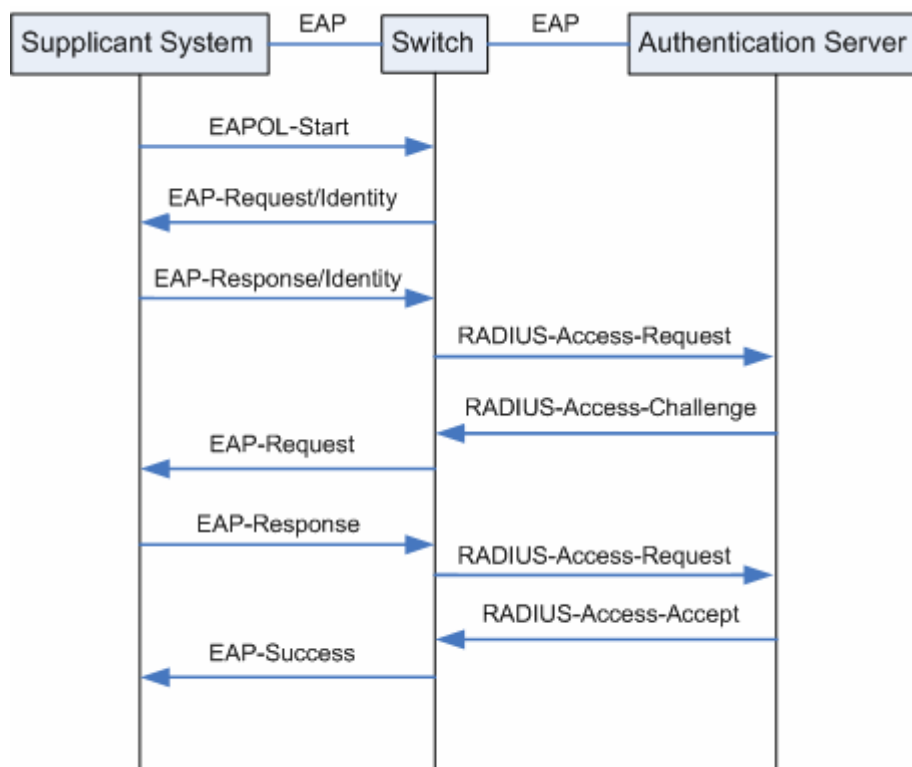 EAP
EAP
Supplicant System
Switch
Authentication Server
EAPOL-Start
EAP-Request/Identity
EAP-Response/Identity
RADIUS-Access-Request
RADIUS-Access-Challenge
EAP-Request
EAP-Response
RADIUS-Access-Request
RADIUS-Access-Accept
EAP-Success